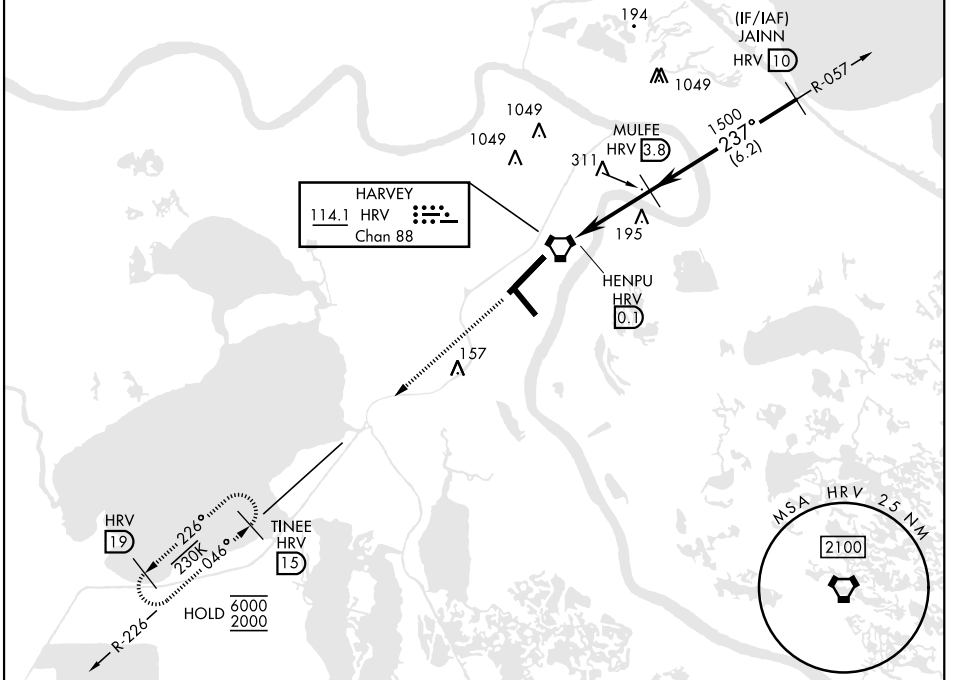 194
(IF/IAF)
JAINN
HRV 10
R-057
1049
1500
237°
(6.2)
1049
1049
MULFE
HRV 3.8
311
195
HARVEY
114.1 HRV
Chan 88
HENPU
HRV
0.1
157
HRV
19
226°
230K
046°
TINEE
HRV
15
HOLD 6000
2000
R-226
MSA HRV 25 NM
2100